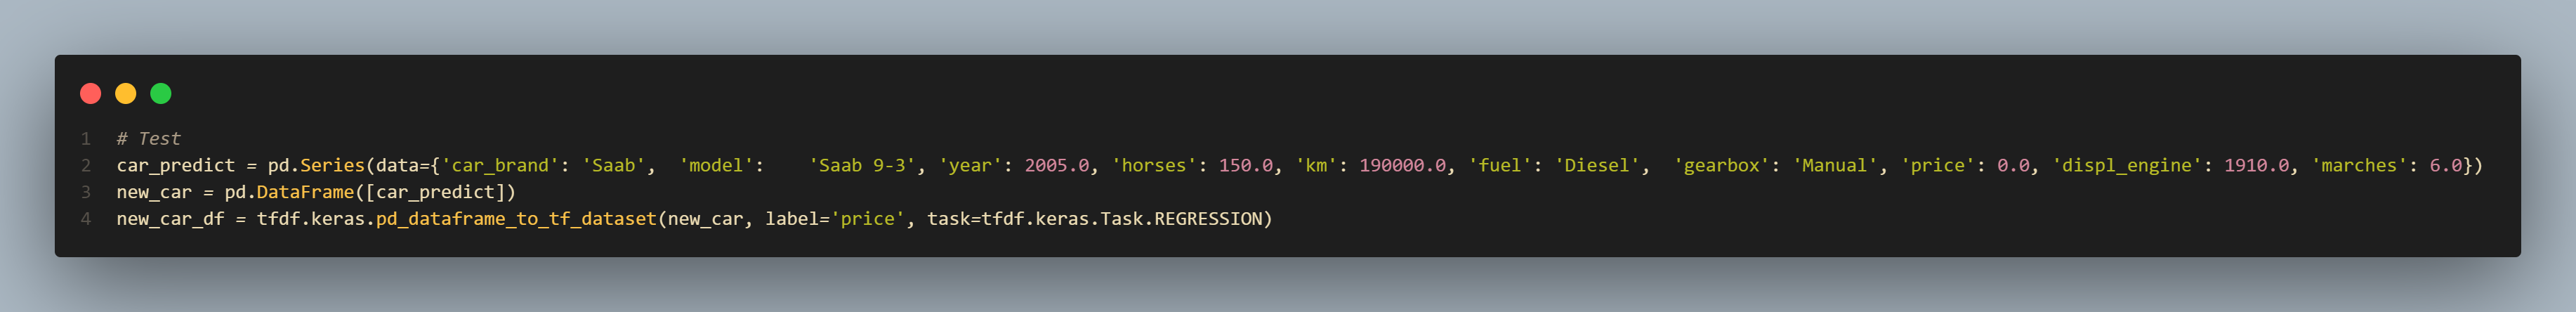 1 # Test
2 car_predict = pd.Series(data={'car_brand': 'Saab',  'model':    'Saab 9-3', 'year': 2005.0, 'horses': 150.0, 'km': 190000.0, 'fuel': 'Diesel',  'gearbox': 'Manual', 'price': 0.0, 'displ_engine': 1910.0, 'marches': 6.0})
3 new_car = pd.DataFrame([car_predict])
4 new_car_df = tfdf.keras.pd_dataframe_to_tf_dataset(new_car, label='price', task=tfdf.keras.Task.REGRESSION)